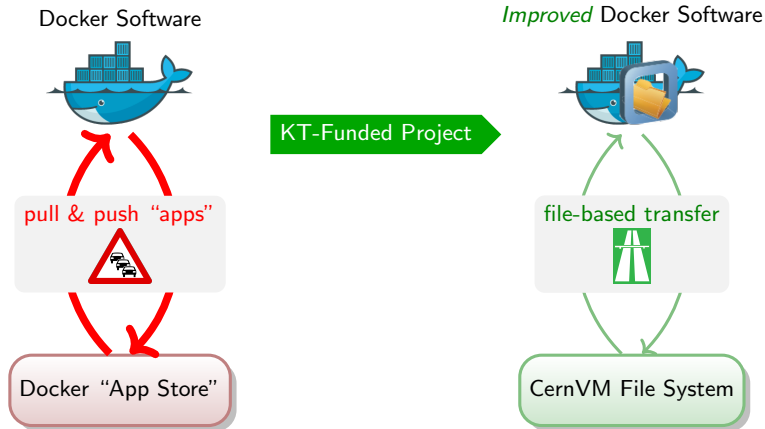 Docker Software
Improved Docker Software
KT-Funded Project
pull & push “apps”
file-based transfer
Docker “App Store”
CernVM File System